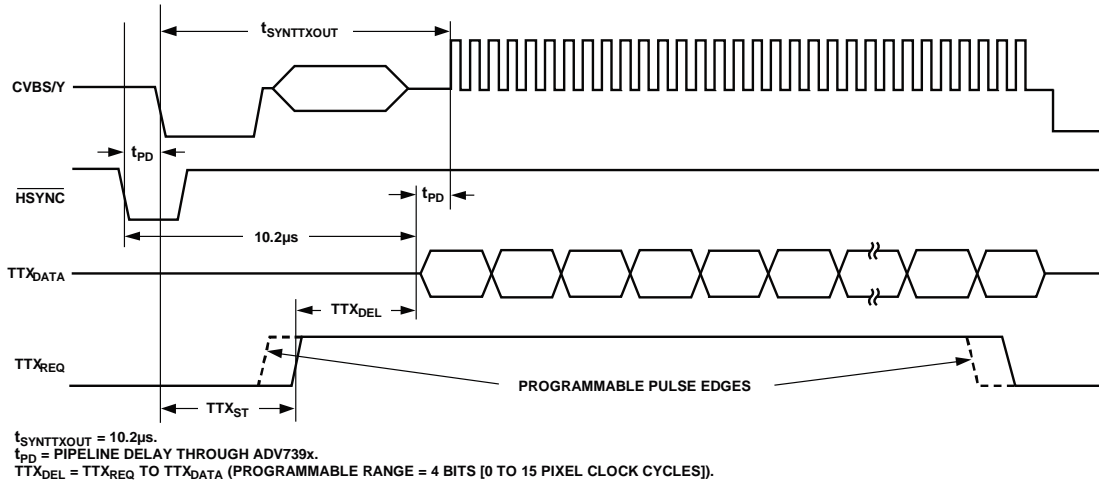 tSYNTTXOUT
CVBS/Y
tPD
HSYNC
tPD
10.2µs
TTXDATA
TTXDEL
TTXREQ
PROGRAMMABLE PULSE EDGES
TTXST
tSYNTTXOUT = 10.2µs.
tPD = PIPELINE DELAY THROUGH ADV739x.
TTXDEL = TTXREQ TO TTXDATA (PROGRAMMABLE RANGE = 4 BITS [0 TO 15 PIXEL CLOCK CYCLES]).